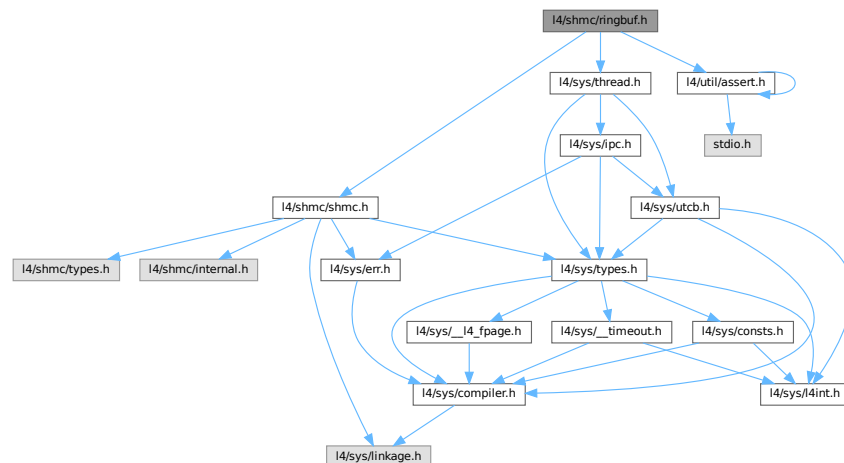 l4/shmc/ringbuf.h
l4/sys/thread.h
l4/util/assert.h
l4/sys/ipc.h
stdio.h
l4/shmc/shmc.h
l4/sys/utcb.h
l4/shmc/types.h
l4/shmc/internal.h
l4/sys/err.h
l4/sys/types.h
l4/sys/__l4_fpage.h
l4/sys/__timeout.h
l4/sys/consts.h
l4/sys/compiler.h
l4/sys/l4int.h
l4/sys/linkage.h